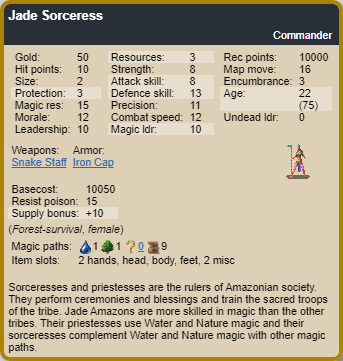 Jade Sorceress
Commander
Gold: 50 Resources: 3 Rec points: 10000
Hit points: 10 Strength: 8 Map move: 16
Size: 2 Attack skill: 8 Encumbrance: 3
Protection: 3 Defence skill: 13 Age: 22
Magic res: 15 Precision: 11 (75)
Morale: 12 Combat speed: 12 Undead ldr: 0
Leadership: 10 Magic ldr: 10
Weapons: Armor:
Snake Staff Iron Cap
Basecost: 10050
Resist poison: 15
Supply bonus: +10
(Forest-survival, female)
Magic paths: 1 1 ?0 9
Item slots: 2 hands, head, body, feet, 2 misc
Sorceresses and priestesses are the rulers of Amazonian society.
They perform ceremonies and blessings and train the sacred troops
of the tribe. Jade Amazons are more skilled in magic than the other
tribes. Their priestesses use Water and Nature magic and their
sorceresses complement Water and Nature magic with other magic
paths.